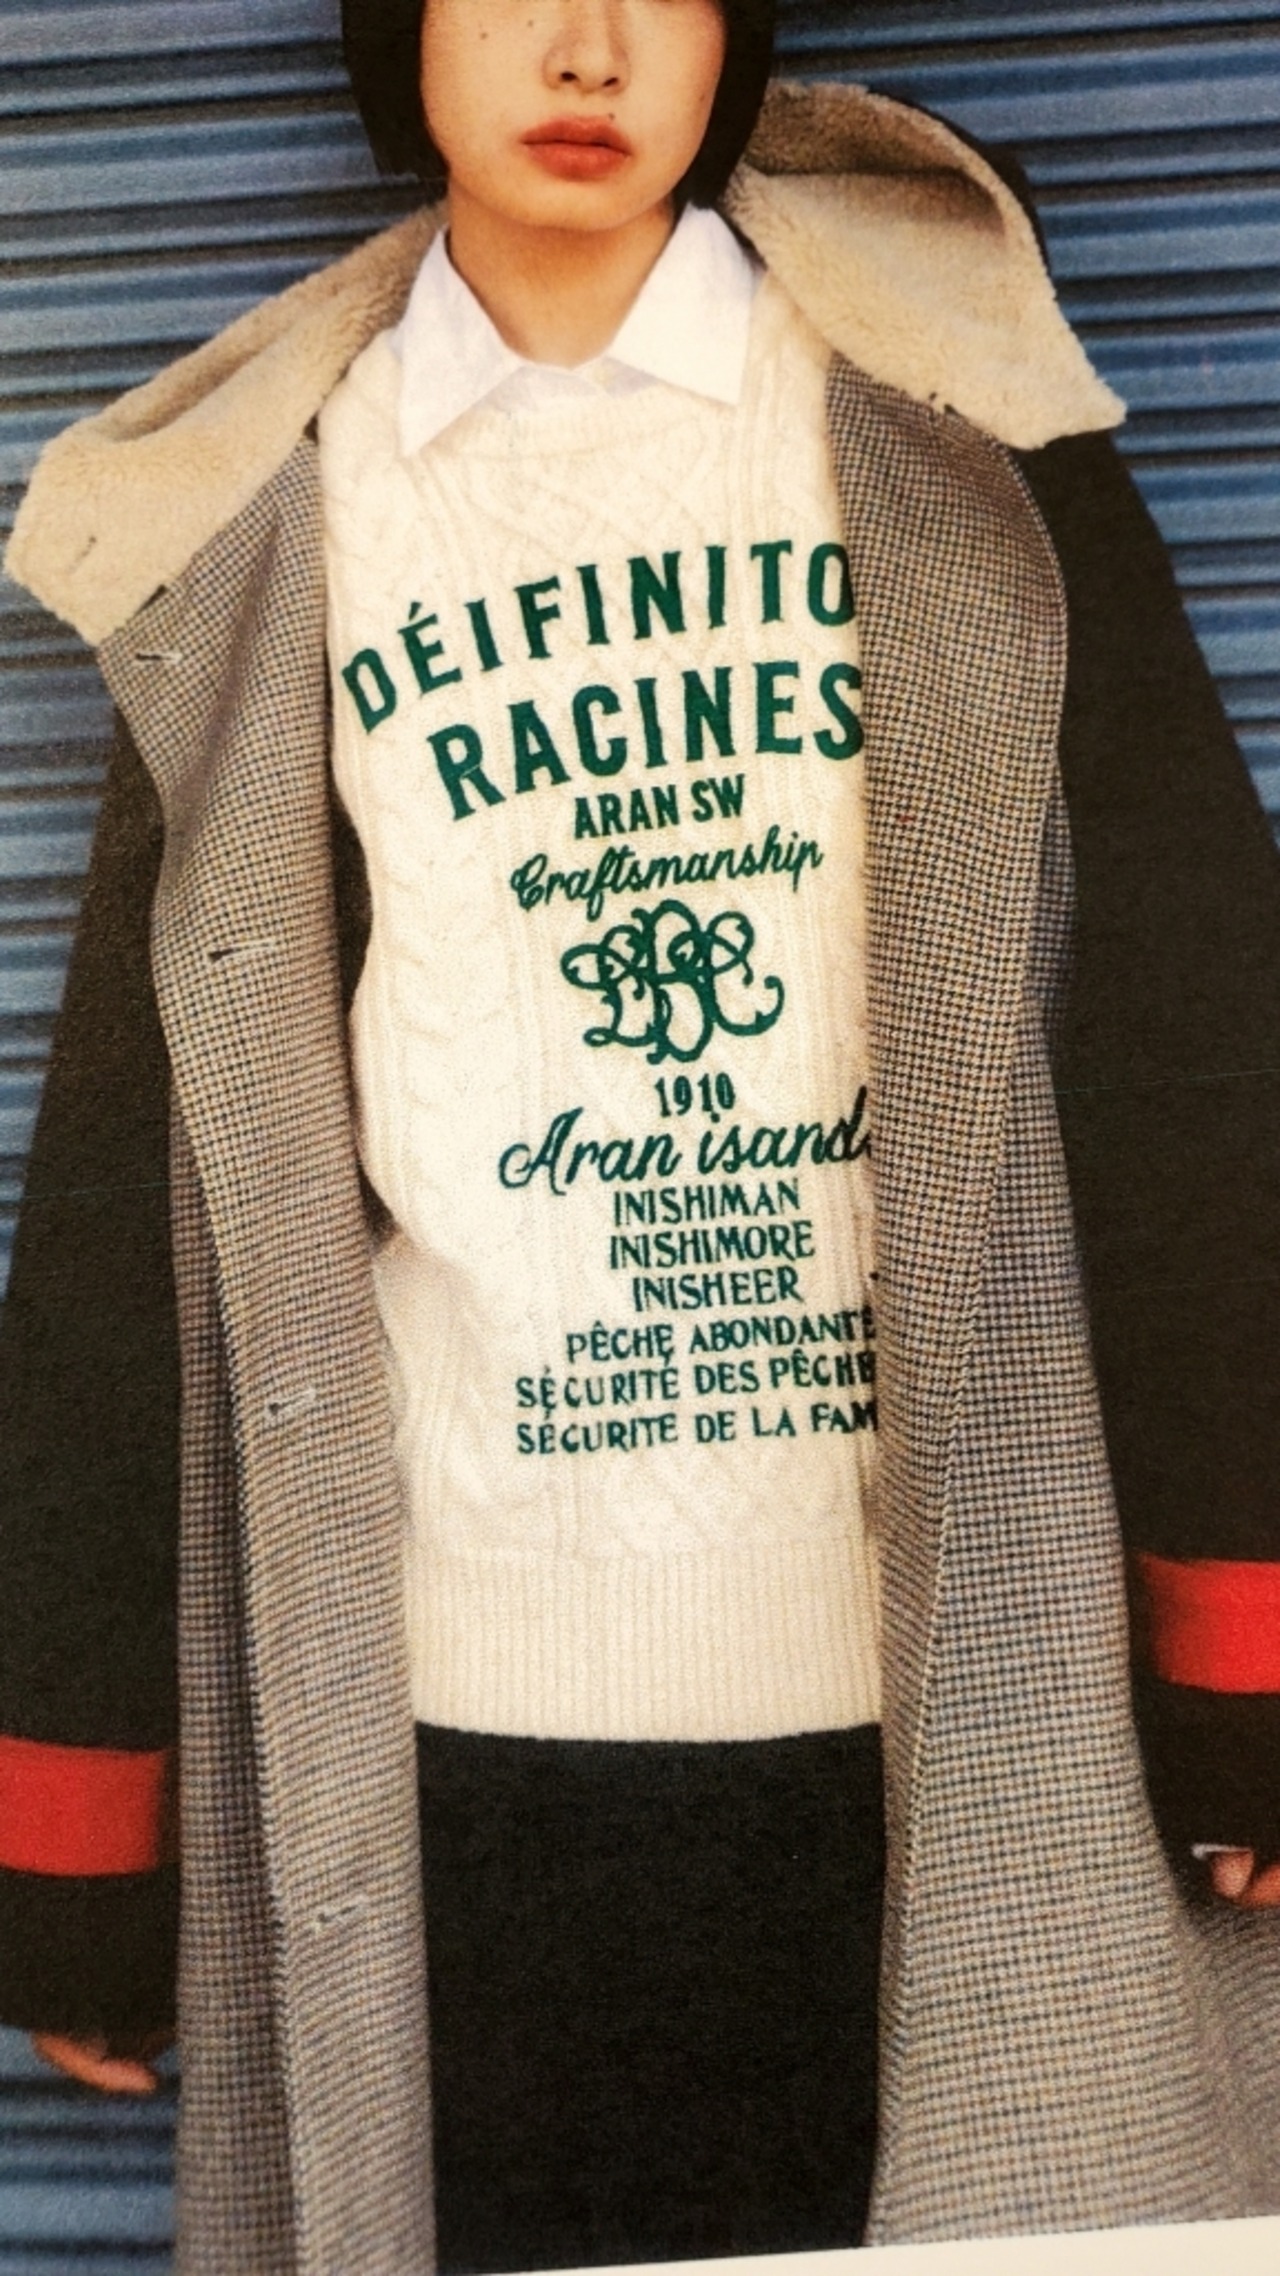 DÉIFINITO
RACINES
ARAN SW
Craftsmanship
1910
Aran isand
INISHIMAN
INISHIMORE
INISHEER
PÊCHE ABONDANTE
SÉCURITÉ DES PÊCHE
SÉCURITE DE LA FAM